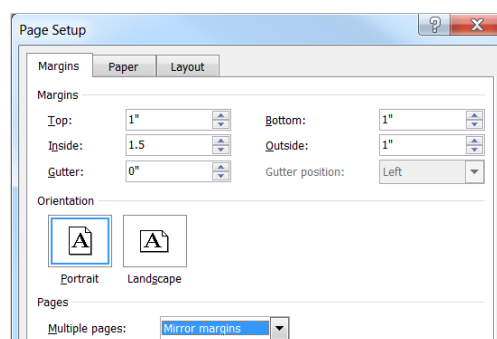 Page Setup
Margins Paper Layout
Margins
Top: 1" Bottom: 1"
Inside: 1.5 Outside: 1"
Gutter: 0" Gutter position: Left
Orientation
A A
Portrait Landscape
Pages
Multiple pages: Mirror margins